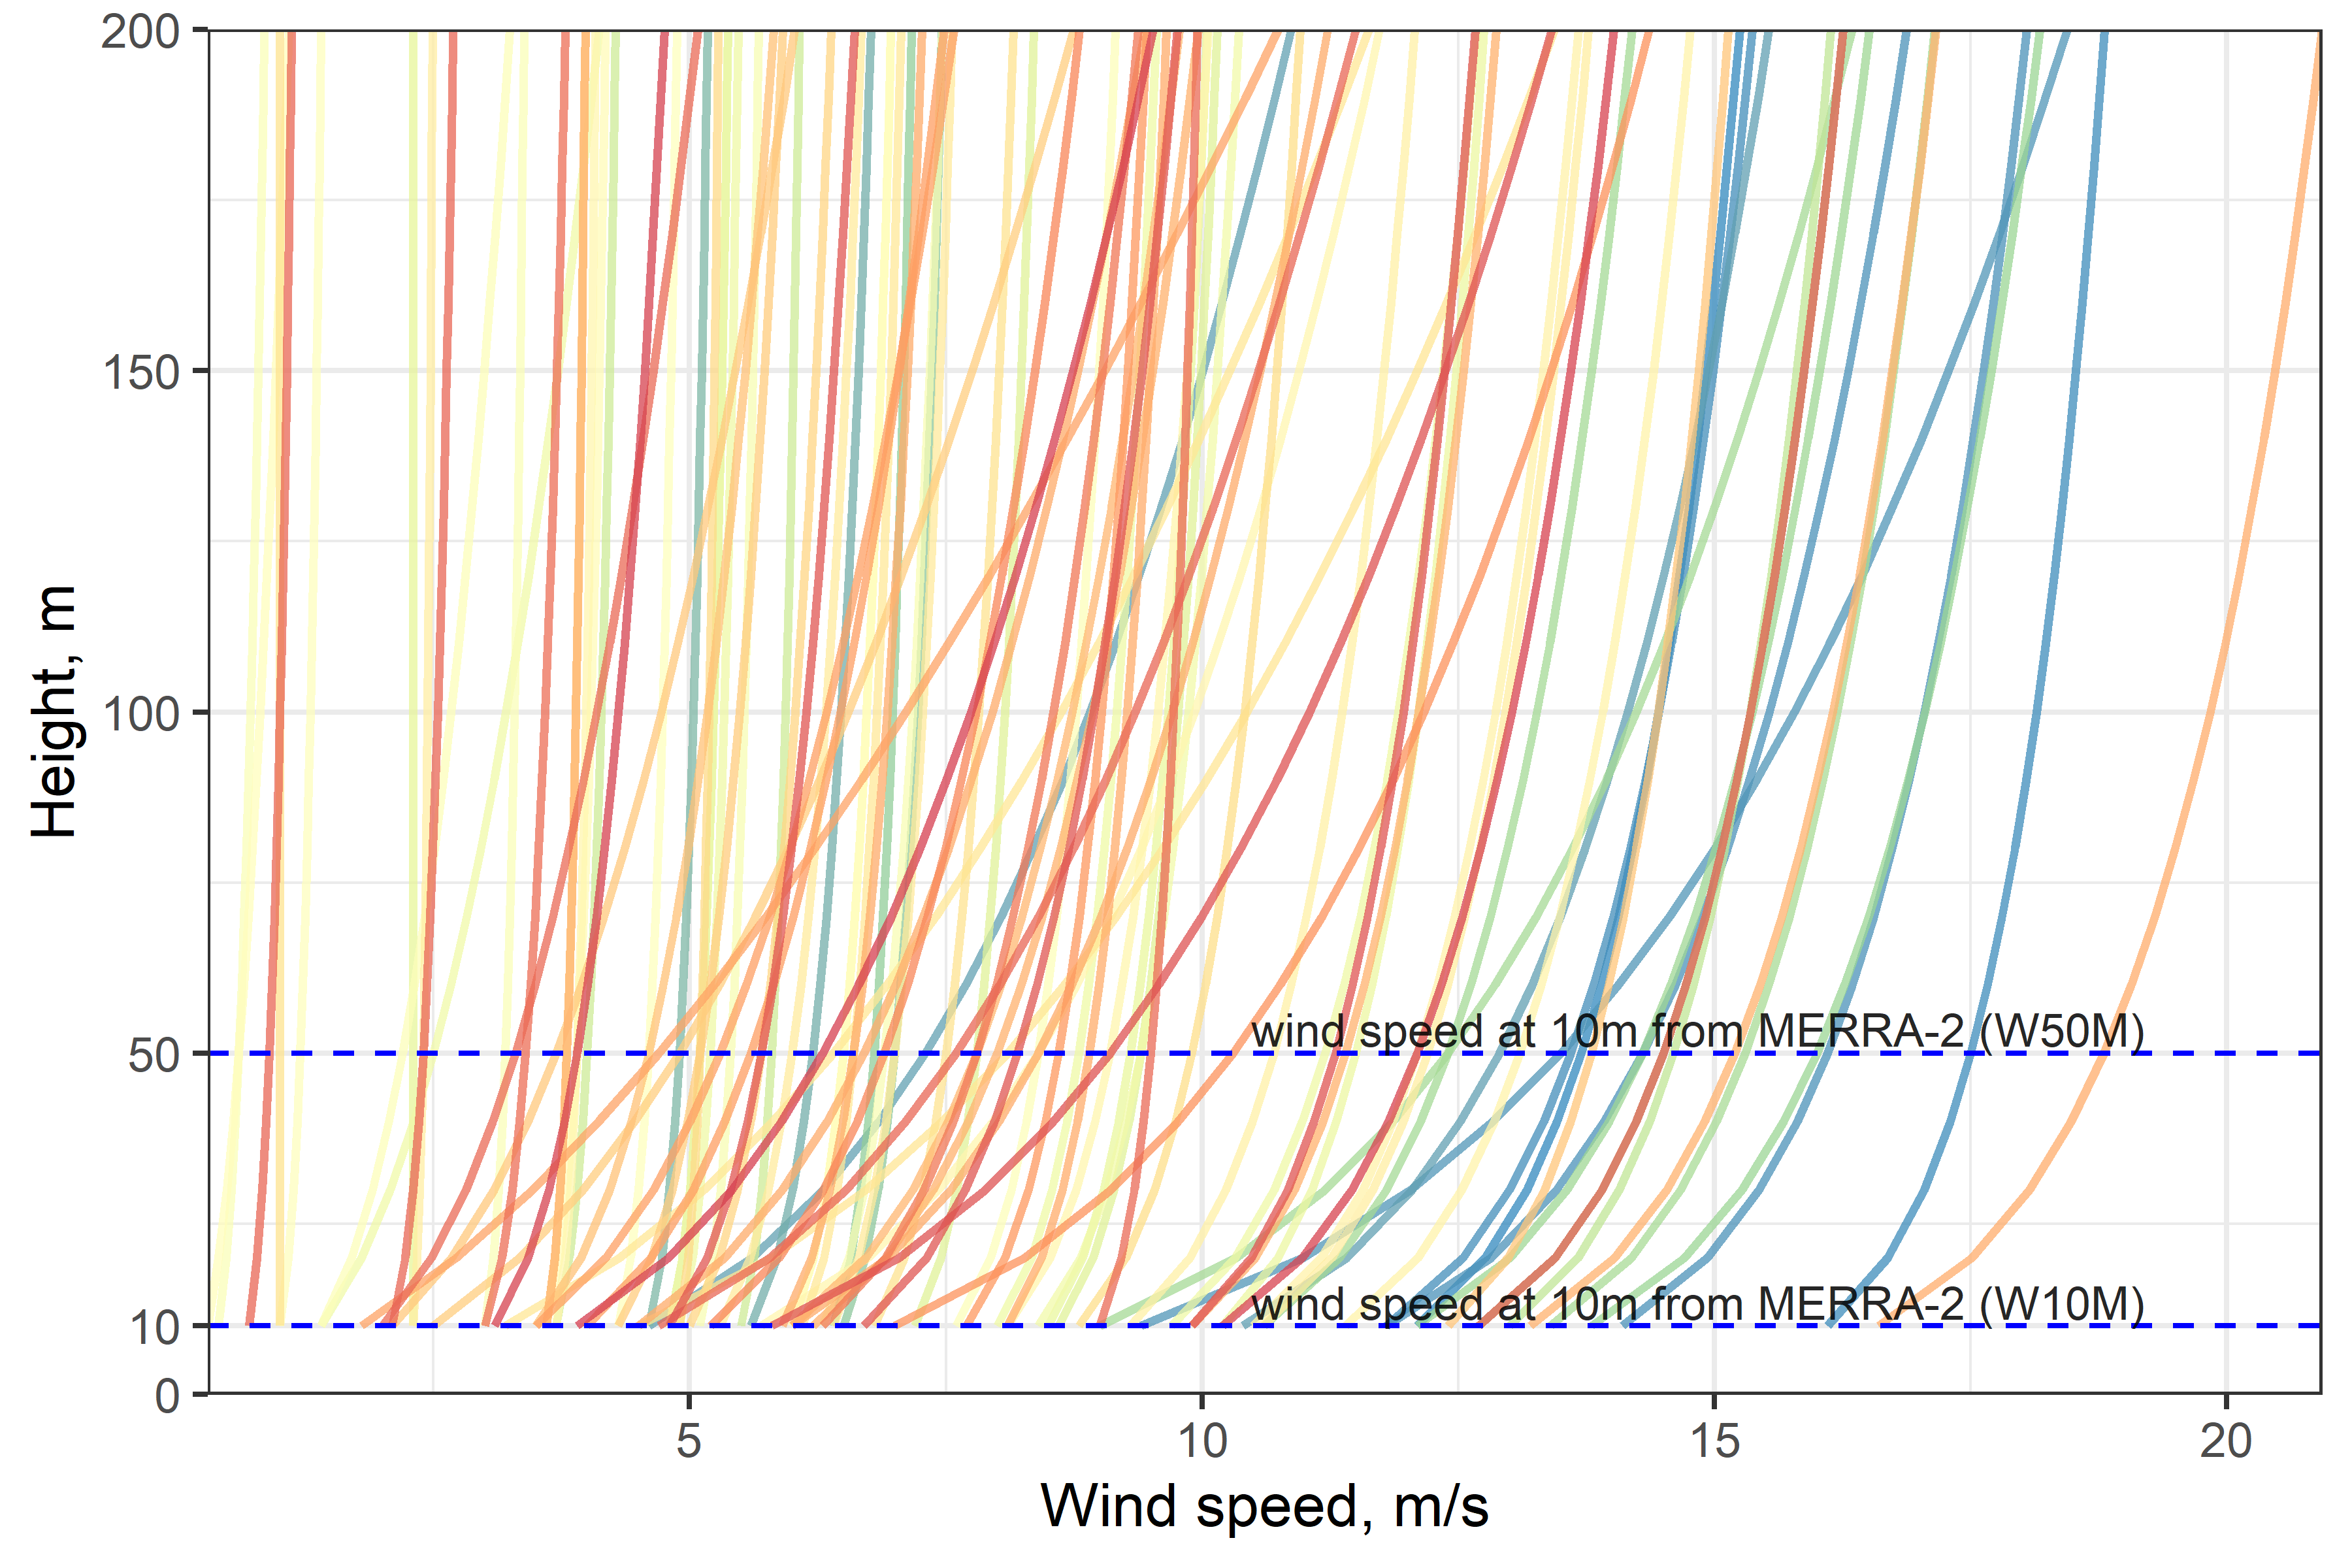 200
150
100
50
10
0
Height, m
wind speed at 10m from MERRA-2 (W50M)
wind speed at 10m from MERRA-2 (W10M)
5 10 15 20
Wind speed, m/s